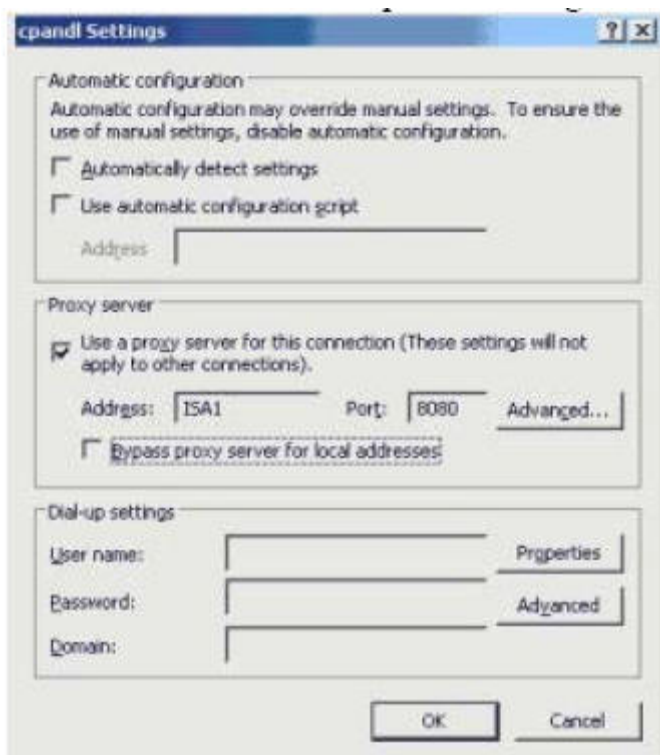 cpandl Settings
Automatic configuration
Automatic configuration may override manual settings. To ensure the
use of manual settings, disable automatic configuration.
Automatically detect settings
Use automatic configuration script
Address
Proxy server
Use a proxy server for this connection (These settings will not
apply to other connections).
Address: ISA1 Port: 8080 Advanced...
Bypass proxy server for local addresses
Dial-up settings
User name: Properties
Password: Advanced
Domain:
OK Cancel